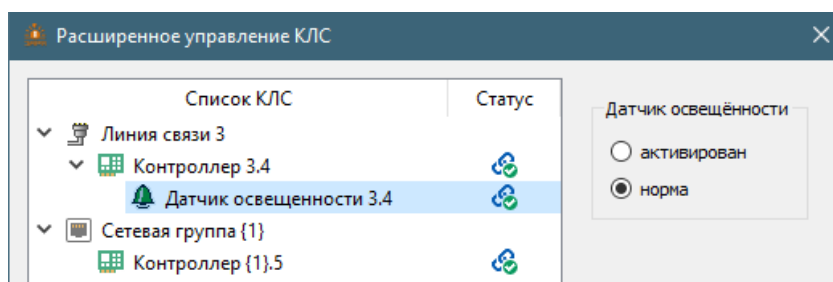 Расширенное управление КЛС
Список КЛС Статус
Линия связи 3
Контроллер 3.4
Датчик освещенности 3.4
Сетевая группа {1}
Контроллер {1}.5
Датчик освещённости
активирован
норма